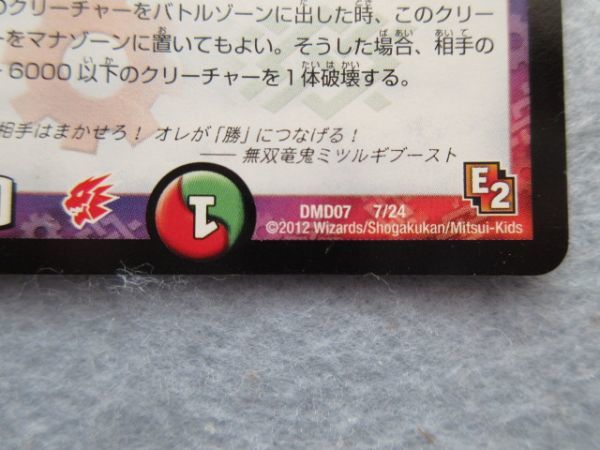 のクリーチャーをバトルゾーンに出した時、このクリー
ーをマナゾーンに置いてもよい。そうした場合、相手の
6000以下のクリーチャーを1体破壊する。
相手はまかせろ! オレが「勝」につなげる!
—— 無双竜鬼ミツルギブースト
1
DMD07 7/24
©2012 Wizards/Shogakukan/Mitsui-Kids
E2